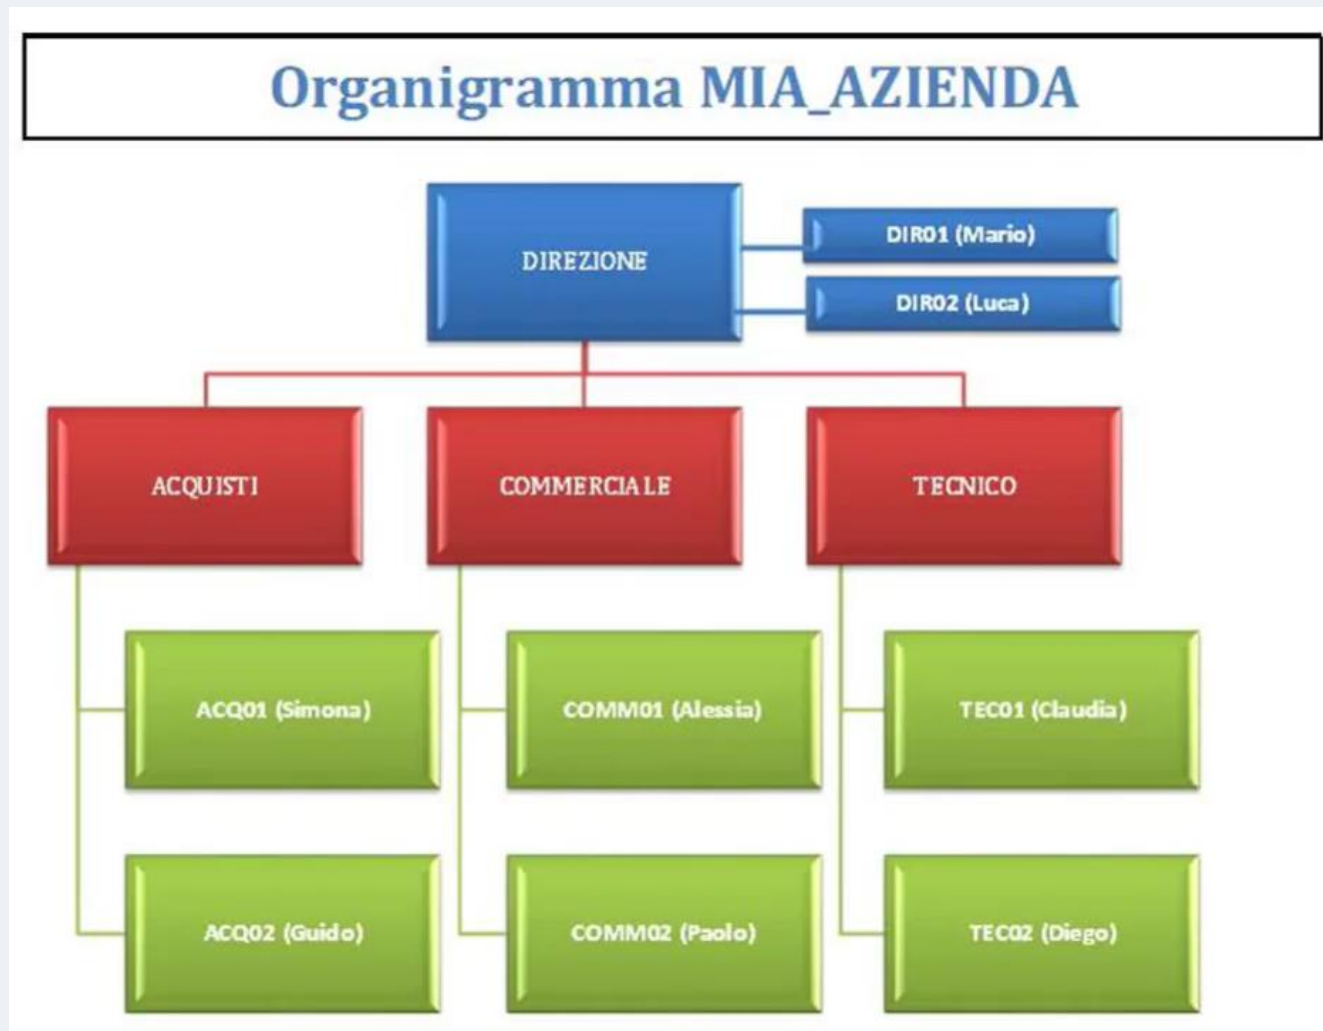 Organigramma MIA_AZIENDA
DIREZIONE
DIR01 (Mario)
DIR02 (Luca)
ACQUISTI
COMMERCIALE
TECNICO
ACQ01 (Simona)
COMM01 (Alessia)
TEC01 (Claudia)
ACQ02 (Guido)
COMM02 (Paolo)
TEC02 (Diego)